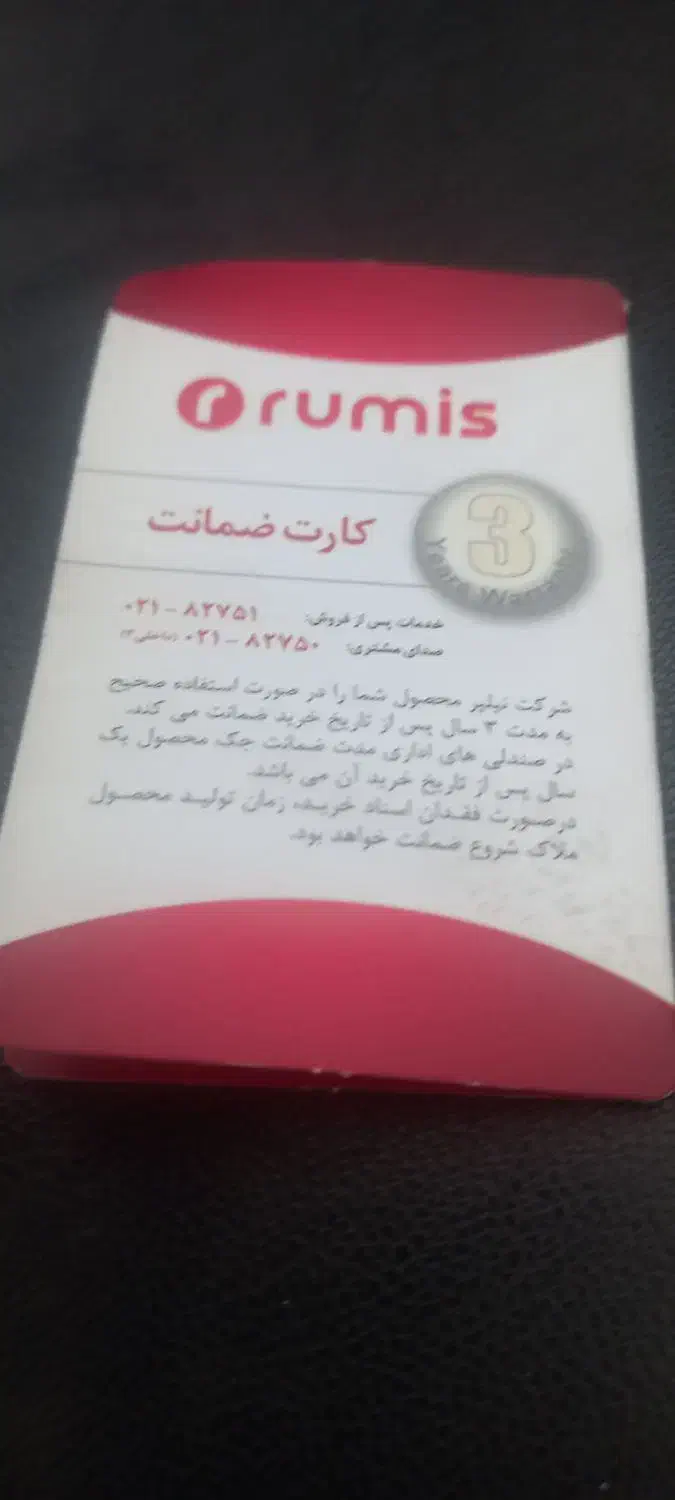 rumis
کارت ضمانت
3
Years Warranty
خدمات پس از فروش: ۰۲۱ – ۸۲۷۵۱
صدای مشتری: ۰۲۱ – ۸۲۷۵۰ (داخلی ۳)
شرکت نیلپر محصول شما را در صورت استفاده صحیح
به مدت ۳ سال پس از تاریخ خرید ضمانت می کند.
در صندلی های اداری مدت ضمانت جک محصول یک
سال پس از تاریخ خرید آن می باشد.
درصورت فقدان اسناد خرید، زمان تولید محصول
ملاک شروع ضمانت خواهد بود.